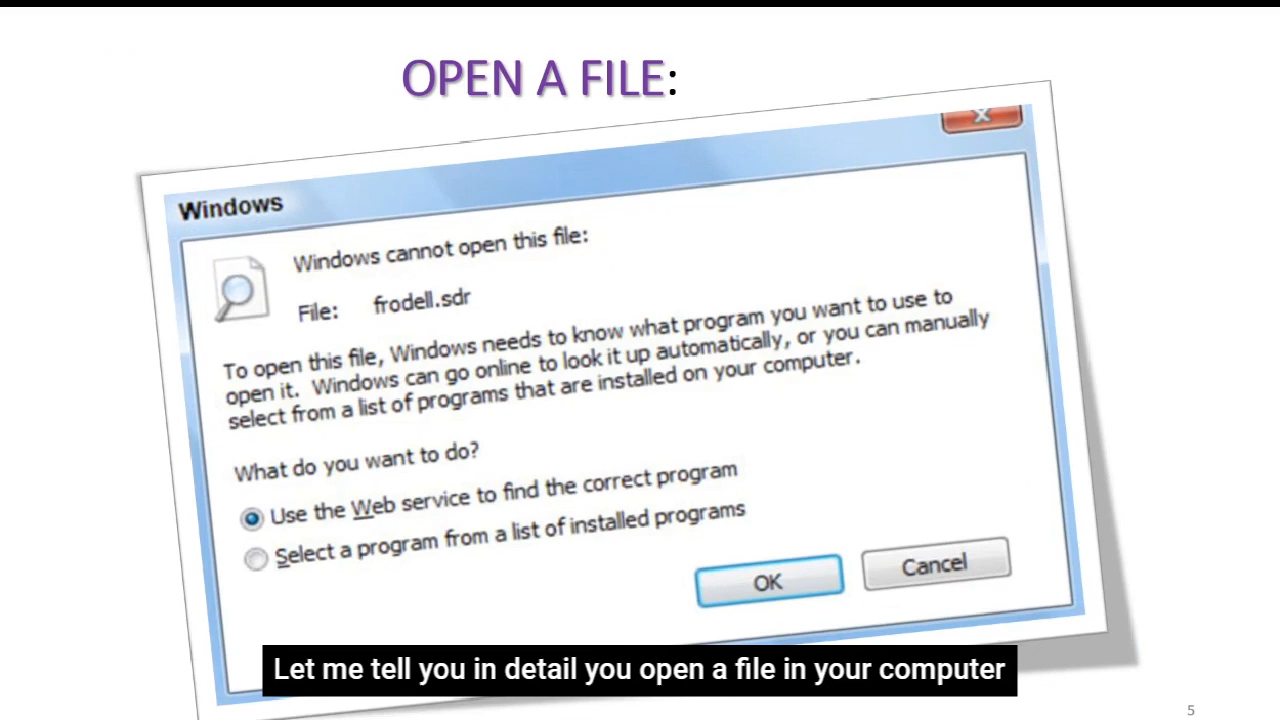 OPEN A FILE:
X
Windows
Windows cannot open this file:
File: frodell.sdr
To open this file, Windows needs to know what program you want to use to
open it. Windows can go online to look it up automatically, or you can manually
select from a list of programs that are installed on your computer.
What do you want to do?
Use the Web service to find the correct program
Select a program from a list of installed programs
OK Cancel
Let me tell you in detail you open a file in your computer
5